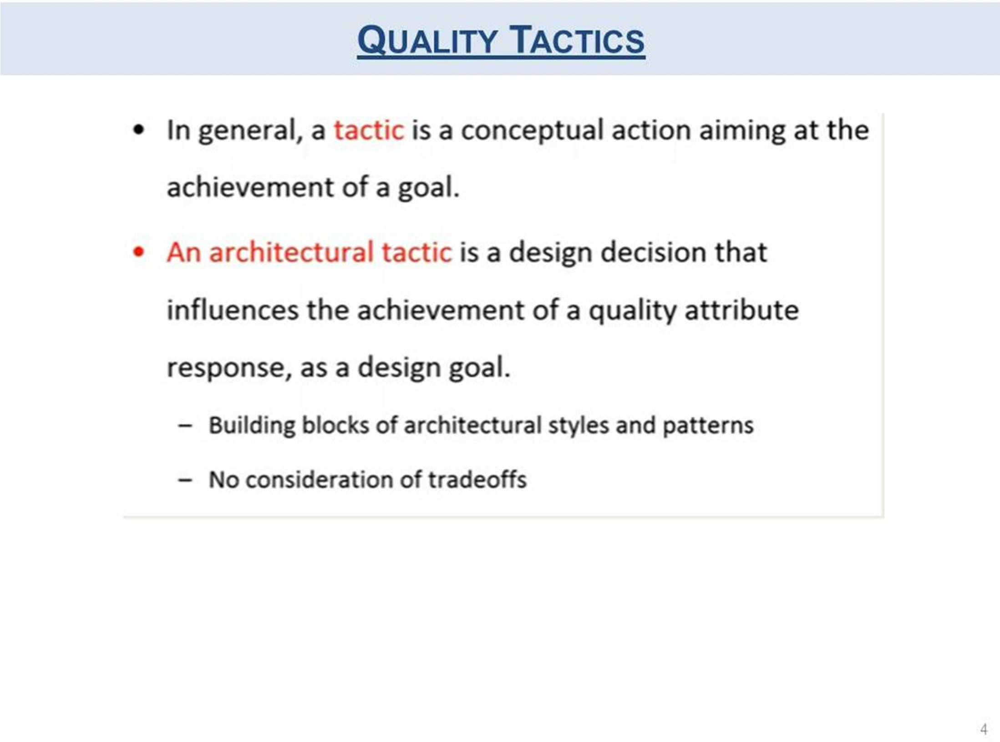 QUALITY TACTICS
• In general, a tactic is a conceptual action aiming at the
achievement of a goal.
• An architectural tactic is a design decision that
influences the achievement of a quality attribute
response, as a design goal.
– Building blocks of architectural styles and patterns
– No consideration of tradeoffs
4